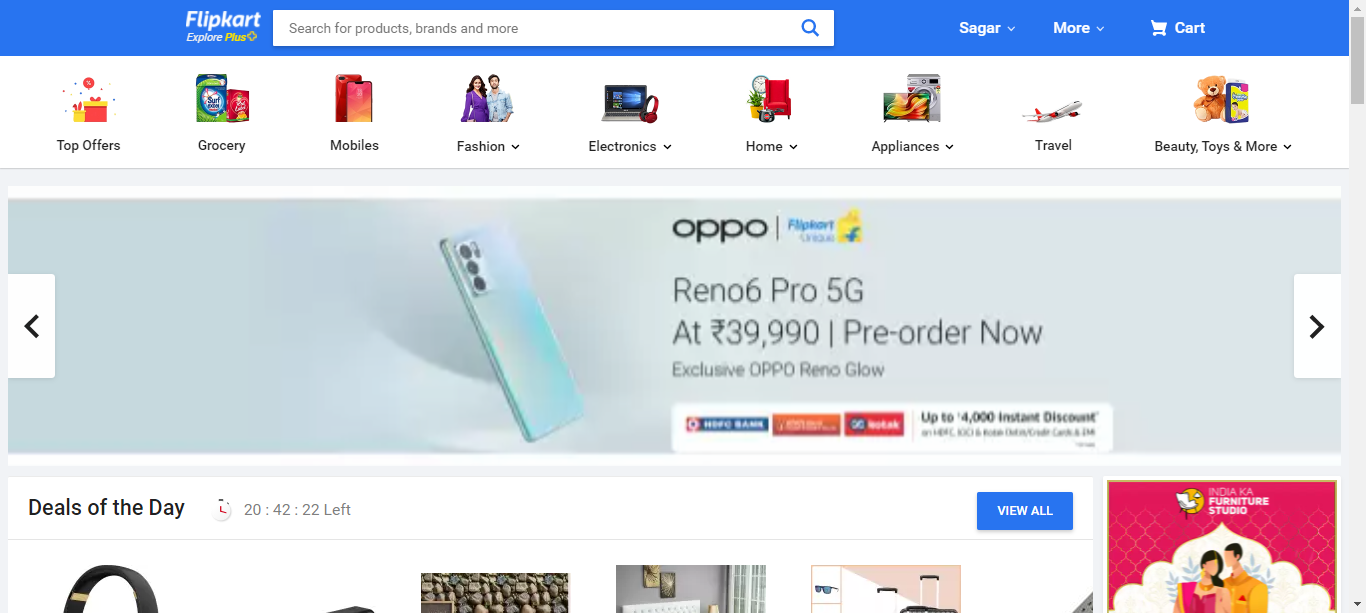 Flipkart
Explore Plus
Search for products, brands and more
Sagar
More
Cart
Surf excel
Top Offers
Grocery
Mobiles
Fashion
Electronics
Home
Appliances
Travel
Beauty, Toys & More
oppo | Flipkart Unique
Reno6 Pro 5G
At ₹39,990 | Pre-order Now
Exclusive OPPO Reno Glow
HDFC BANK
kotak
Up to ₹4,000 Instant Discount*
on HDFC, ICICI & Kotak Debit/Credit Cards & EMI
Deals of the Day
20 : 42 : 22 Left
VIEW ALL
INDIA KA
FURNITURE
STUDIO